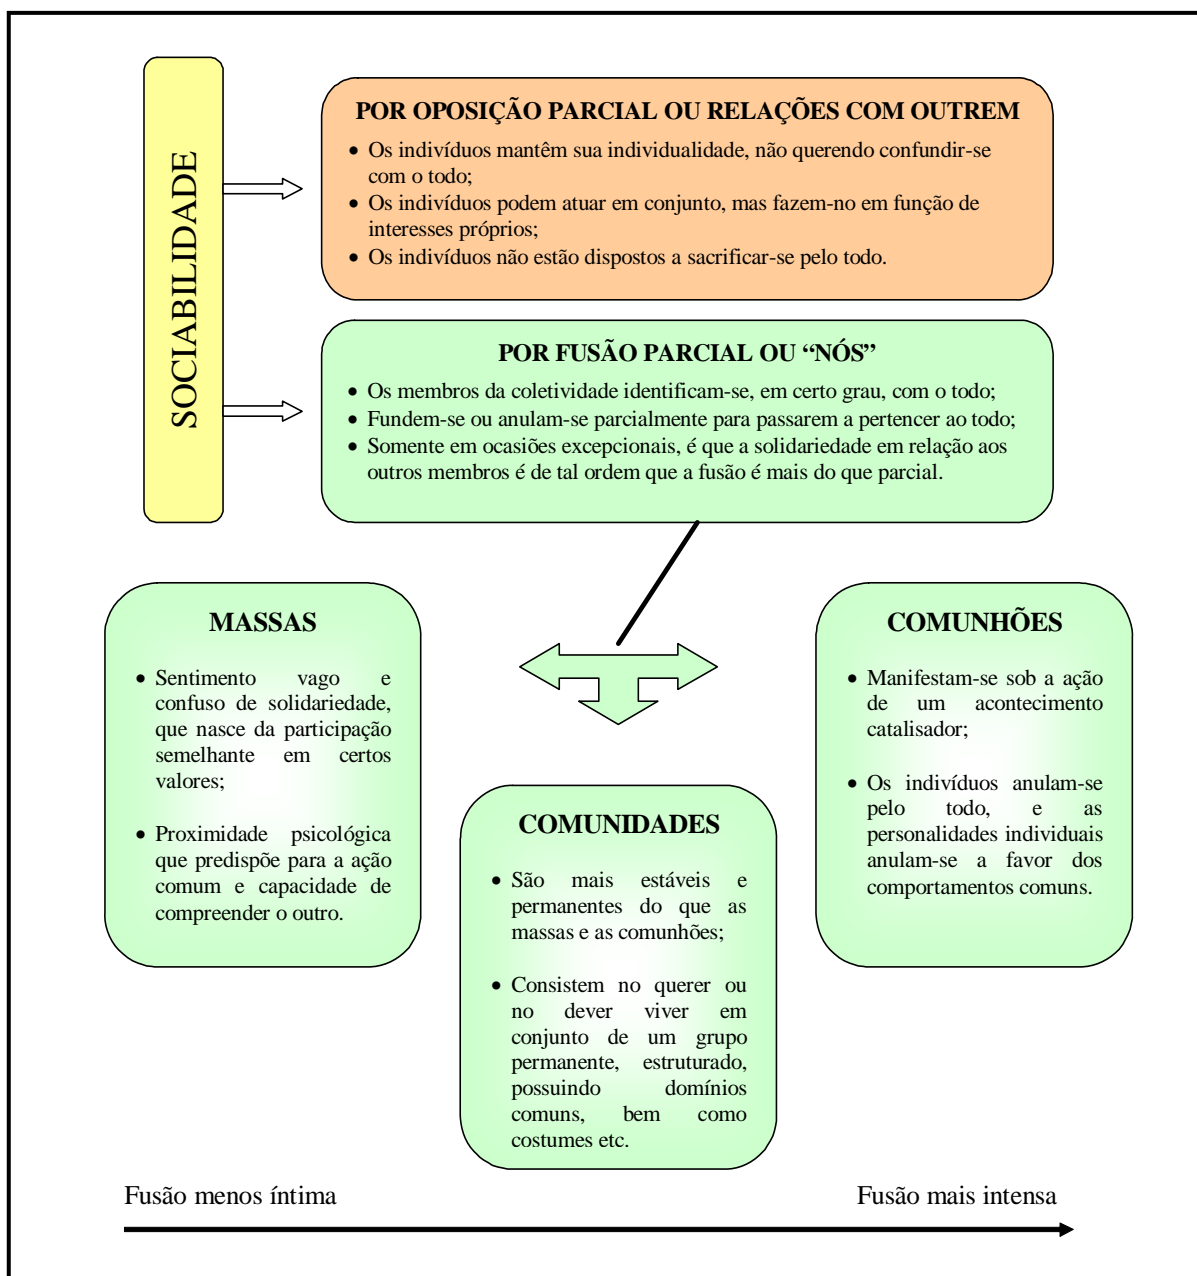 SOCIABILIDADE
POR OPOSIÇÃO PARCIAL OU RELAÇÕES COM OUTREM
• Os indivíduos mantêm sua individualidade, não querendo confundir-se
com o todo;
• Os indivíduos podem atuar em conjunto, mas fazem-no em função de
interesses próprios;
• Os indivíduos não estão dispostos a sacrificar-se pelo todo.
POR FUSÃO PARCIAL OU “NÓS”
• Os membros da coletividade identificam-se, em certo grau, com o todo;
• Fundem-se ou anulam-se parcialmente para passarem a pertencer ao todo;
• Somente em ocasiões excepcionais, é que a solidariedade em relação aos
outros membros é de tal ordem que a fusão é mais do que parcial.
MASSAS
• Sentimento vago e
confuso de solidariedade,
que nasce da participação
semelhante em certos
valores;
• Proximidade psicológica
que predispõe para a ação
comum e capacidade de
compreender o outro.
COMUNIDADES
• São mais estáveis e
permanentes do que as
massas e as comunhões;
• Consistem no querer ou
no dever viver em
conjunto de um grupo
permanente, estruturado,
possuindo domínios
comuns, bem como
costumes etc.
COMUNHÕES
• Manifestam-se sob a ação
de um acontecimento
catalisador;
• Os indivíduos anulam-se
pelo todo, e as
personalidades individuais
anulam-se a favor dos
comportamentos comuns.
Fusão menos íntima
Fusão mais intensa